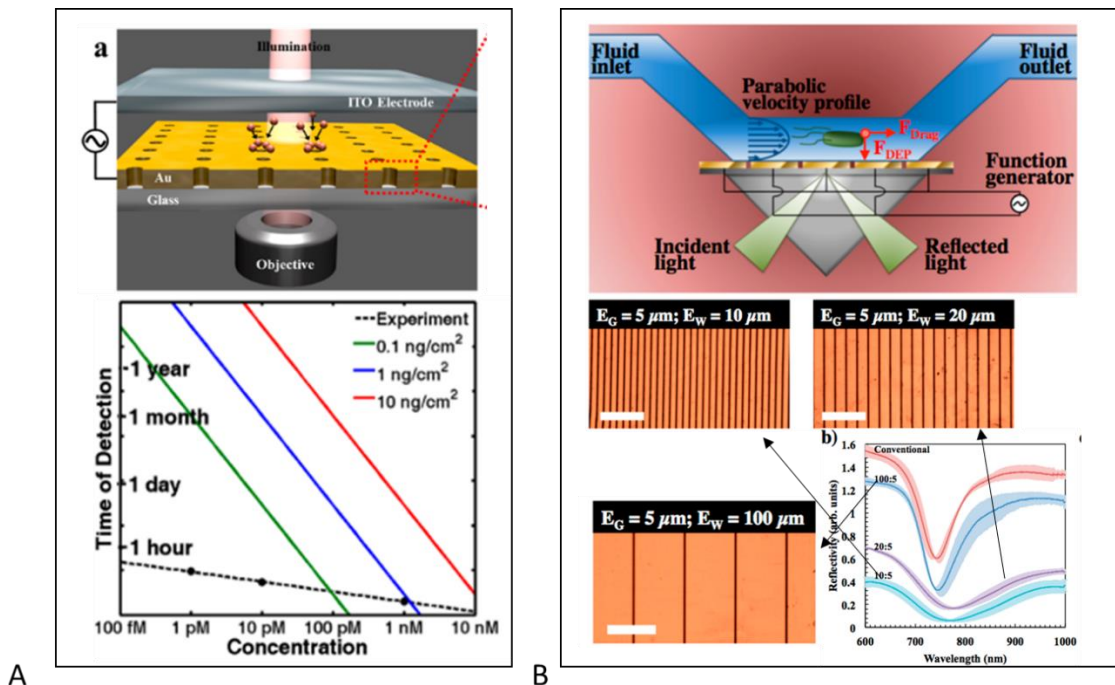 a
Illumination
ITO Electrode
Au
Glass
Objective
Time of Detection
1 year
1 month
1 day
1 hour
Experiment
0.1 ng/cm²
1 ng/cm²
10 ng/cm²
100 fM 1 pM 10 pM 100 pM 1 nM 10 nM
Concentration
A
Fluid inlet
Fluid outlet
Parabolic
velocity profile
F_Drag
F_DEP
Function
generator
Incident
light
Reflected
light
E_G = 5 µm; E_W = 10 µm
E_G = 5 µm; E_W = 20 µm
E_G = 5 µm; E_W = 100 µm
b)
Conventional
100:5
20:5
10:5
Reflectivity (arb. units)
1.6
1.4
1.2
1
0.8
0.6
0.4
0.2
0
600 700 800 900 1000
Wavelength (nm)
B